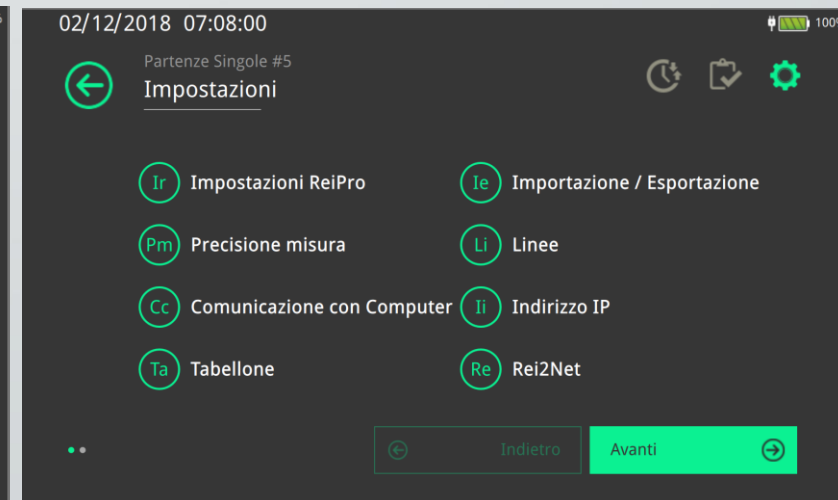 02/12/2018 07:08:00
100%
Partenze Singole #5
Impostazioni
Ir Impostazioni ReiPro
Ie Importazione / Esportazione
Pm Precisione misura
Li Linee
Cc Comunicazione con Computer
Ii Indirizzo IP
Ta Tabellone
Re Rei2Net
Indietro
Avanti